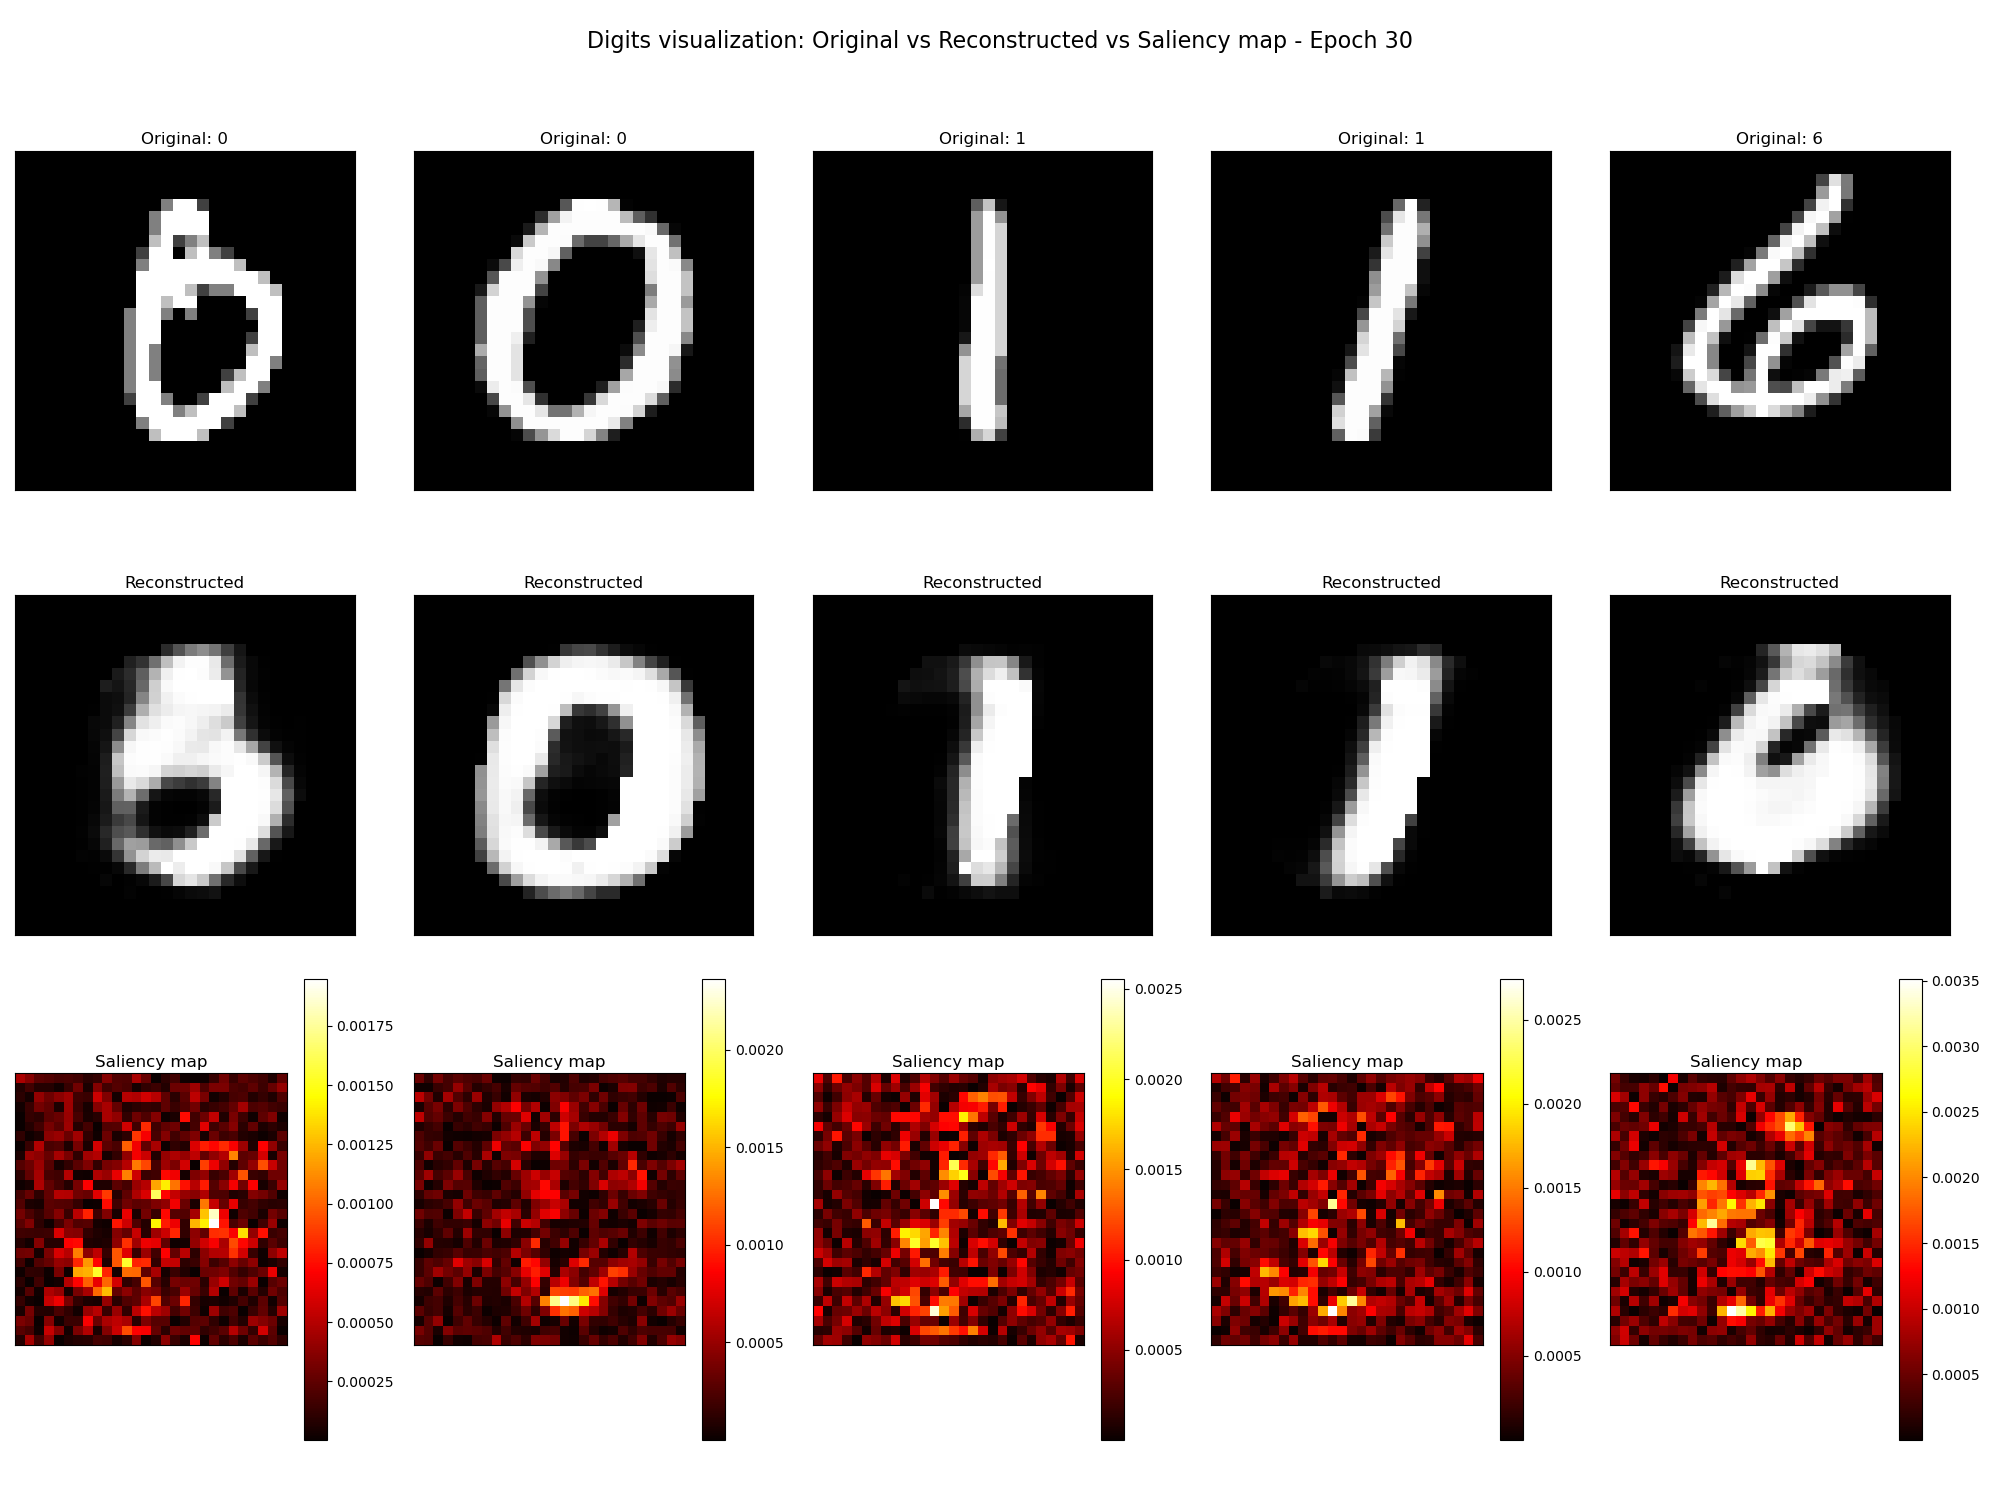 Digits visualization: Original vs Reconstructed vs Saliency map - Epoch 30
Original: 0
Original: 0
Original: 1
Original: 1
Original: 6
Reconstructed
Reconstructed
Reconstructed
Reconstructed
Reconstructed
Saliency map
0.00175
0.00150
0.00125
0.00100
0.00075
0.00050
0.00025
Saliency map
0.0020
0.0015
0.0010
0.0005
Saliency map
0.0025
0.0020
0.0015
0.0010
0.0005
Saliency map
0.0025
0.0020
0.0015
0.0010
0.0005
Saliency map
0.0035
0.0030
0.0025
0.0020
0.0015
0.0010
0.0005